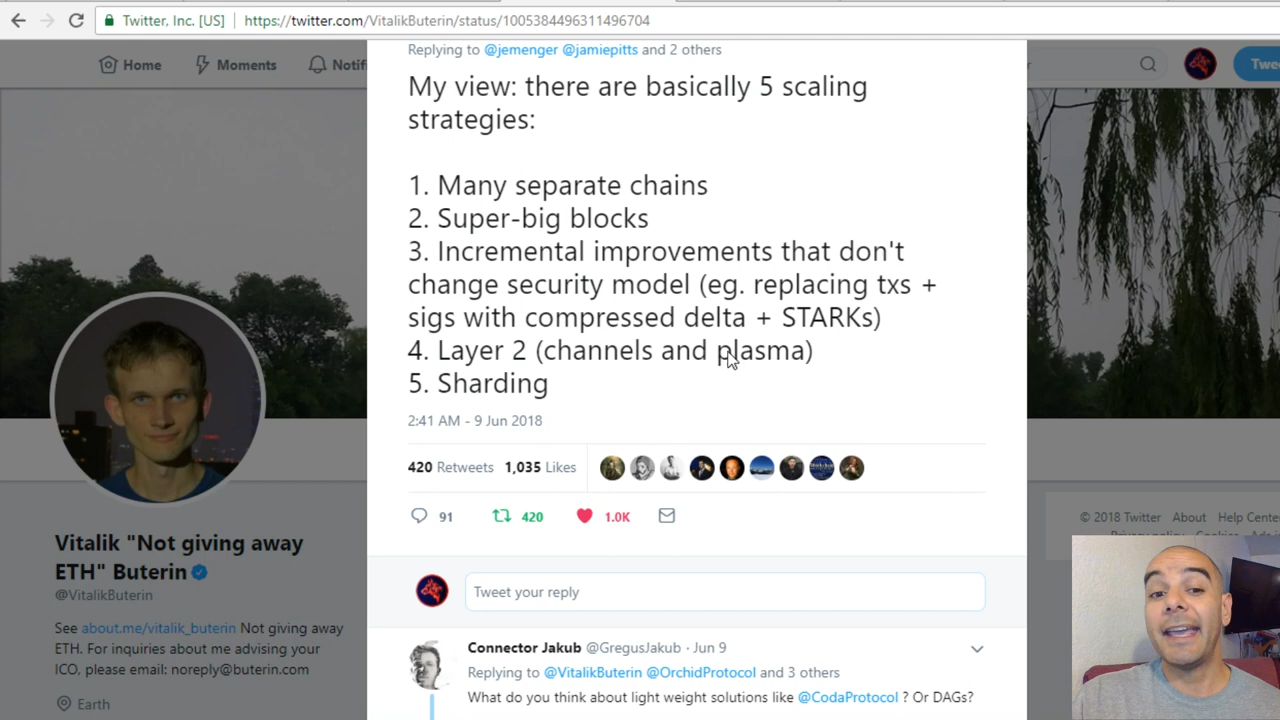 Twitter, Inc. [US] https://twitter.com/VitalikButerin/status/1005384496311496704
Home Moments
Replying to @jemenger @jamiepitts and 2 others
My view: there are basically 5 scaling
strategies:
1. Many separate chains
2. Super-big blocks
3. Incremental improvements that don't
change security model (eg. replacing txs +
sigs with compressed delta + STARKs)
4. Layer 2 (channels and plasma)
5. Sharding
2:41 AM - 9 Jun 2018
420 Retweets 1,035 Likes
91 420 1.0K
Tweet your reply
Connector Jakub @GregusJakub · Jun 9
Replying to @VitalikButerin @OrchidProtocol and 3 others
What do you think about light weight solutions like @CodaProtocol ? Or DAGs?
Vitalik "Not giving away
ETH" Buterin
@VitalikButerin
See about.me/vitalik_buterin Not giving away
ETH. For inquiries about me advising your
ICO, please email: noreply@buterin.com
Earth
© 2018 Twitter About Help Cente